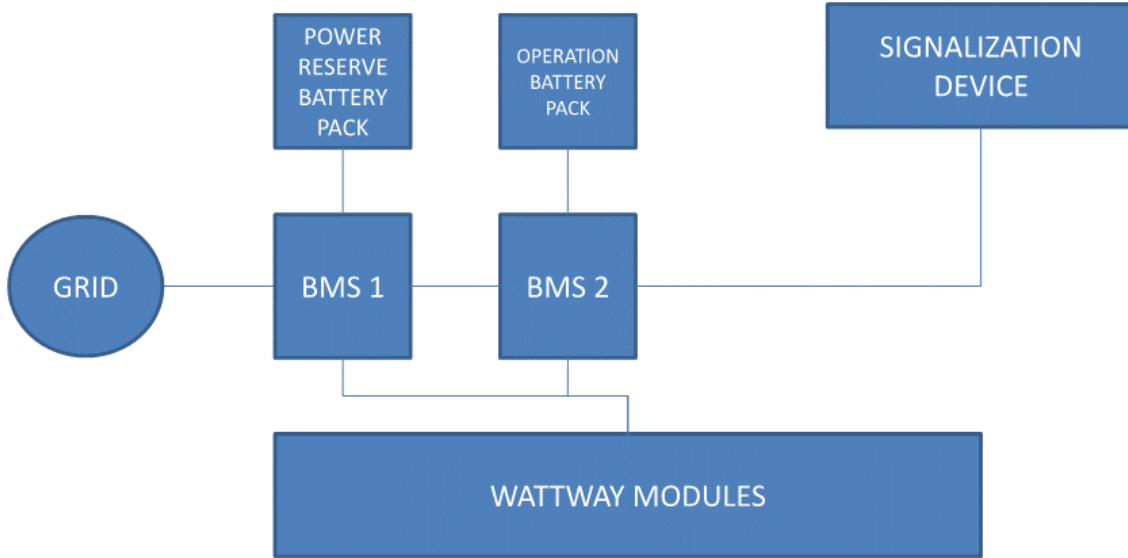 POWER
RESERVE
BATTERY
PACK
OPERATION
BATTERY
PACK
SIGNALIZATION
DEVICE
GRID
BMS 1
BMS 2
WATTWAY MODULES